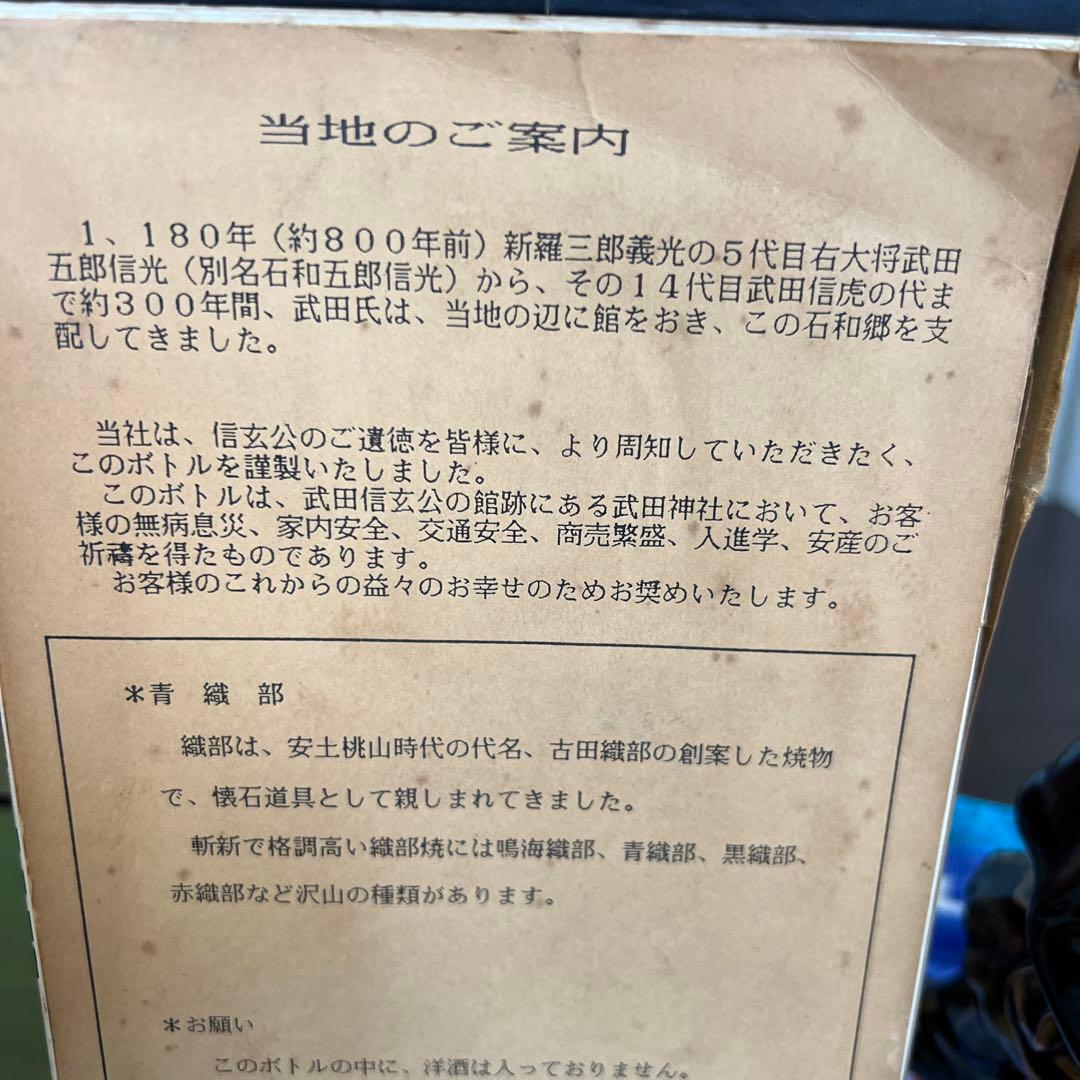 当地のご案内
1、180年（約800年前）新羅三郎義光の5代目右大将武田
五郎信光（別名石和五郎信光）から、その14代目武田信虎の代ま
で約300年間、武田氏は、当地の辺に館をおき、この石和郷を支
配してきました。
当社は、信玄公のご遺徳を皆様に、より周知していただきたく、
このボトルを謹製いたしました。
このボトルは、武田信玄公の館跡にある武田神社において、お客
様の無病息災、家内安全、交通安全、商売繁盛、入進学、安産のご
祈禱を得たものであります。
お客様のこれからの益々のお幸せのためお奨めいたします。
＊青 織 部
織部は、安土桃山時代の代名、古田織部の創案した焼物
で、懐石道具として親しまれてきました。
斬新で格調高い織部焼には鳴海織部、青織部、黒織部、
赤織部など沢山の種類があります。
＊お願い
このボトルの中に、洋酒は入っておりません。